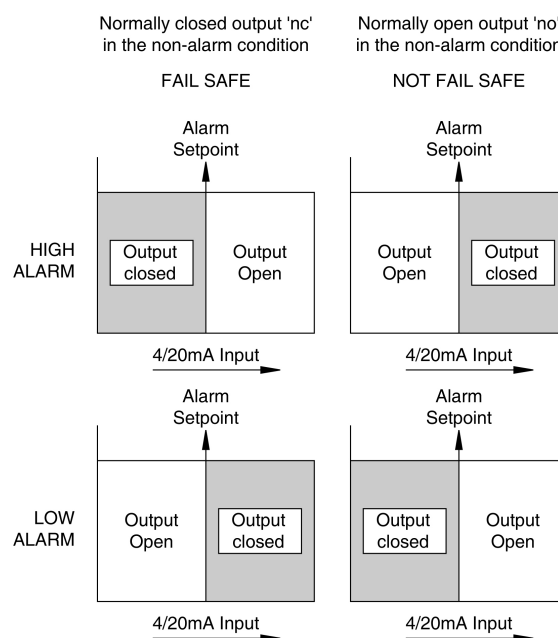 Normally closed output 'nc'
in the non-alarm condition
FAIL SAFE
Normally open output 'no'
in the non-alarm condition
NOT FAIL SAFE
Alarm
Setpoint
Alarm
Setpoint
HIGH
ALARM
Output
closed
Output
Open
Output
Open
Output
closed
4/20mA Input
4/20mA Input
Alarm
Setpoint
Alarm
Setpoint
LOW
ALARM
Output
Open
Output
closed
Output
closed
Output
Open
4/20mA Input
4/20mA Input